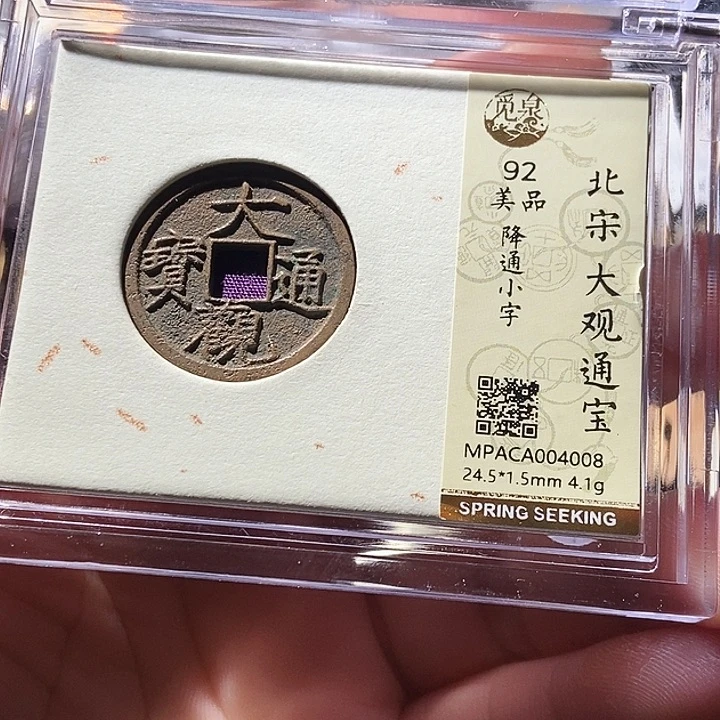 大觀通寶
覓泉
92
美品
降通小字
北宋大观通宝
MPACA004008
24.5*1.5mm 4.1g
SPRING SEEKING